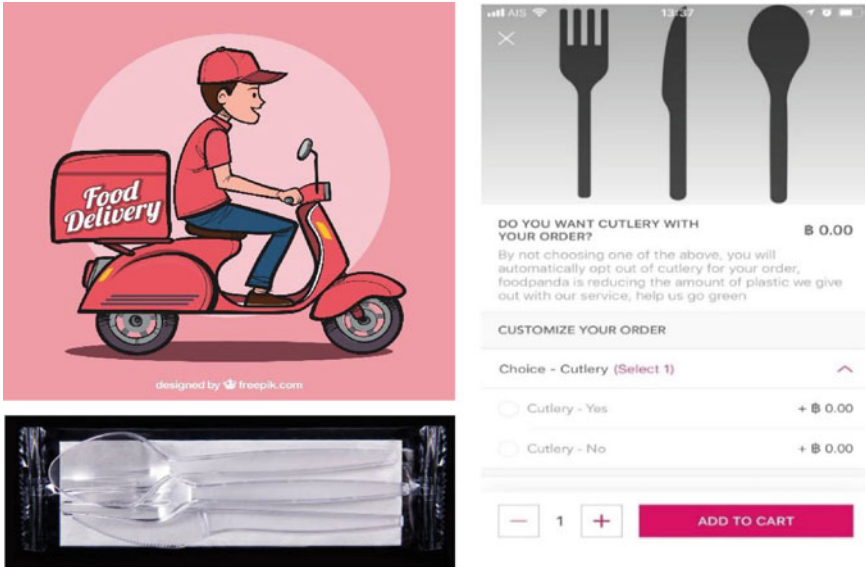 Food
Delivery
designed by freepik.com
AIS 13:37
DO YOU WANT CUTLERY WITH
YOUR ORDER?
฿ 0.00
By not choosing one of the above, you will
automatically opt out of cutlery for your order,
foodpanda is reducing the amount of plastic we give
out with our service, help us go green
CUSTOMIZE YOUR ORDER
Choice - Cutlery (Select 1)
Cutlery - Yes + ฿ 0.00
Cutlery - No + ฿ 0.00
1
ADD TO CART